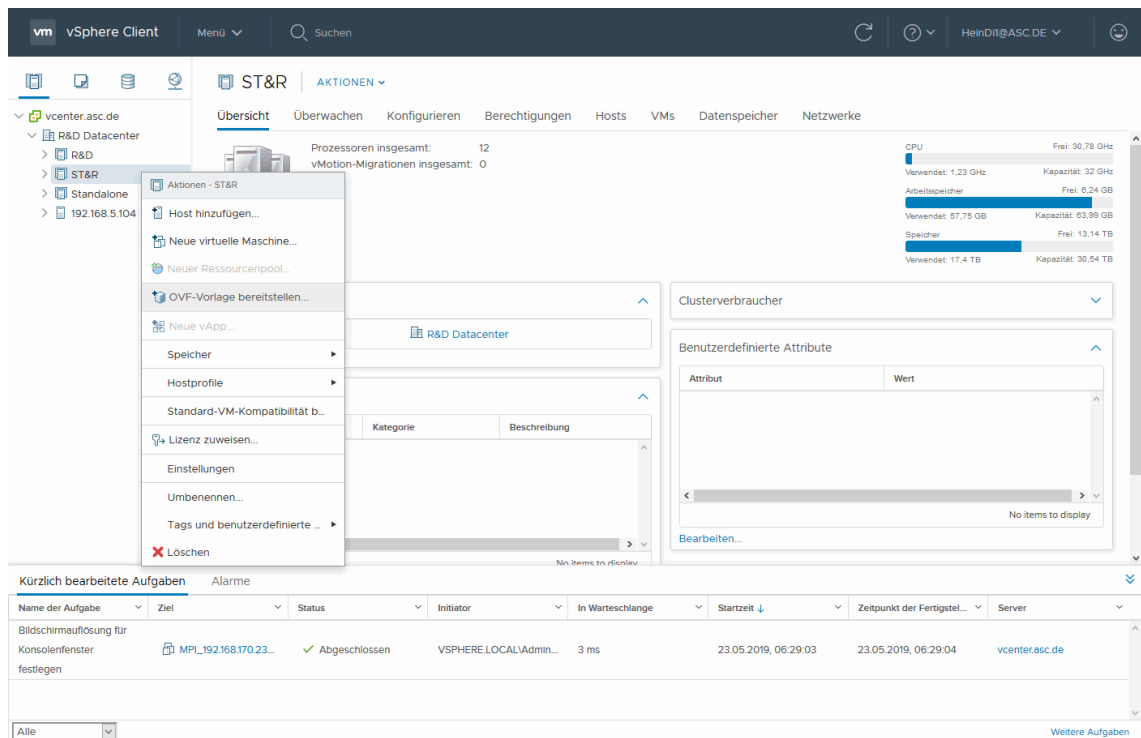 vm vSphere Client Menü Suchen HeinDi1@ASC.DE
ST&R AKTIONEN
vcenter.asc.de
R&D Datacenter
R&D
ST&R
Standalone
192.168.5.104
Übersicht Überwachen Konfigurieren Berechtigungen Hosts VMs Datenspeicher Netzwerke
Prozessoren insgesamt: 12
vMotion-Migrationen insgesamt: 0
CPU Frei: 30,78 GHz
Verwendet: 1,23 GHz Kapazität: 32 GHz
Arbeitsspeicher Frei: 6,24 GB
Verwendet: 57,75 GB Kapazität: 63,99 GB
Speicher Frei: 13,14 TB
Verwendet: 17,4 TB Kapazität: 30,54 TB
Aktionen - ST&R
Host hinzufügen...
Neue virtuelle Maschine...
Neuer Ressourcenpool...
OVF-Vorlage bereitstellen...
Neue vApp...
Speicher
Hostprofile
Standard-VM-Kompatibilität b...
Lizenz zuweisen...
Einstellungen
Umbenennen...
Tags und benutzerdefinierte ...
Löschen
R&D Datacenter
Kategorie Beschreibung
No items to display
Clusterverbraucher
Benutzerdefinierte Attribute
Attribut Wert
No items to display
Bearbeiten...
Kürzlich bearbeitete Aufgaben Alarme
Name der Aufgabe Ziel Status Initiator In Warteschlange Startzeit ↓ Zeitpunkt der Fertigstel... Server
Bildschirmauflösung für
Konsolenfenster MPI_192.168.170.23... Abgeschlossen VSPHERE.LOCAL\Admin... 3 ms 23.05.2019, 06:29:03 23.05.2019, 06:29:04 vcenter.asc.de
festlegen
Alle Weitere Aufgaben